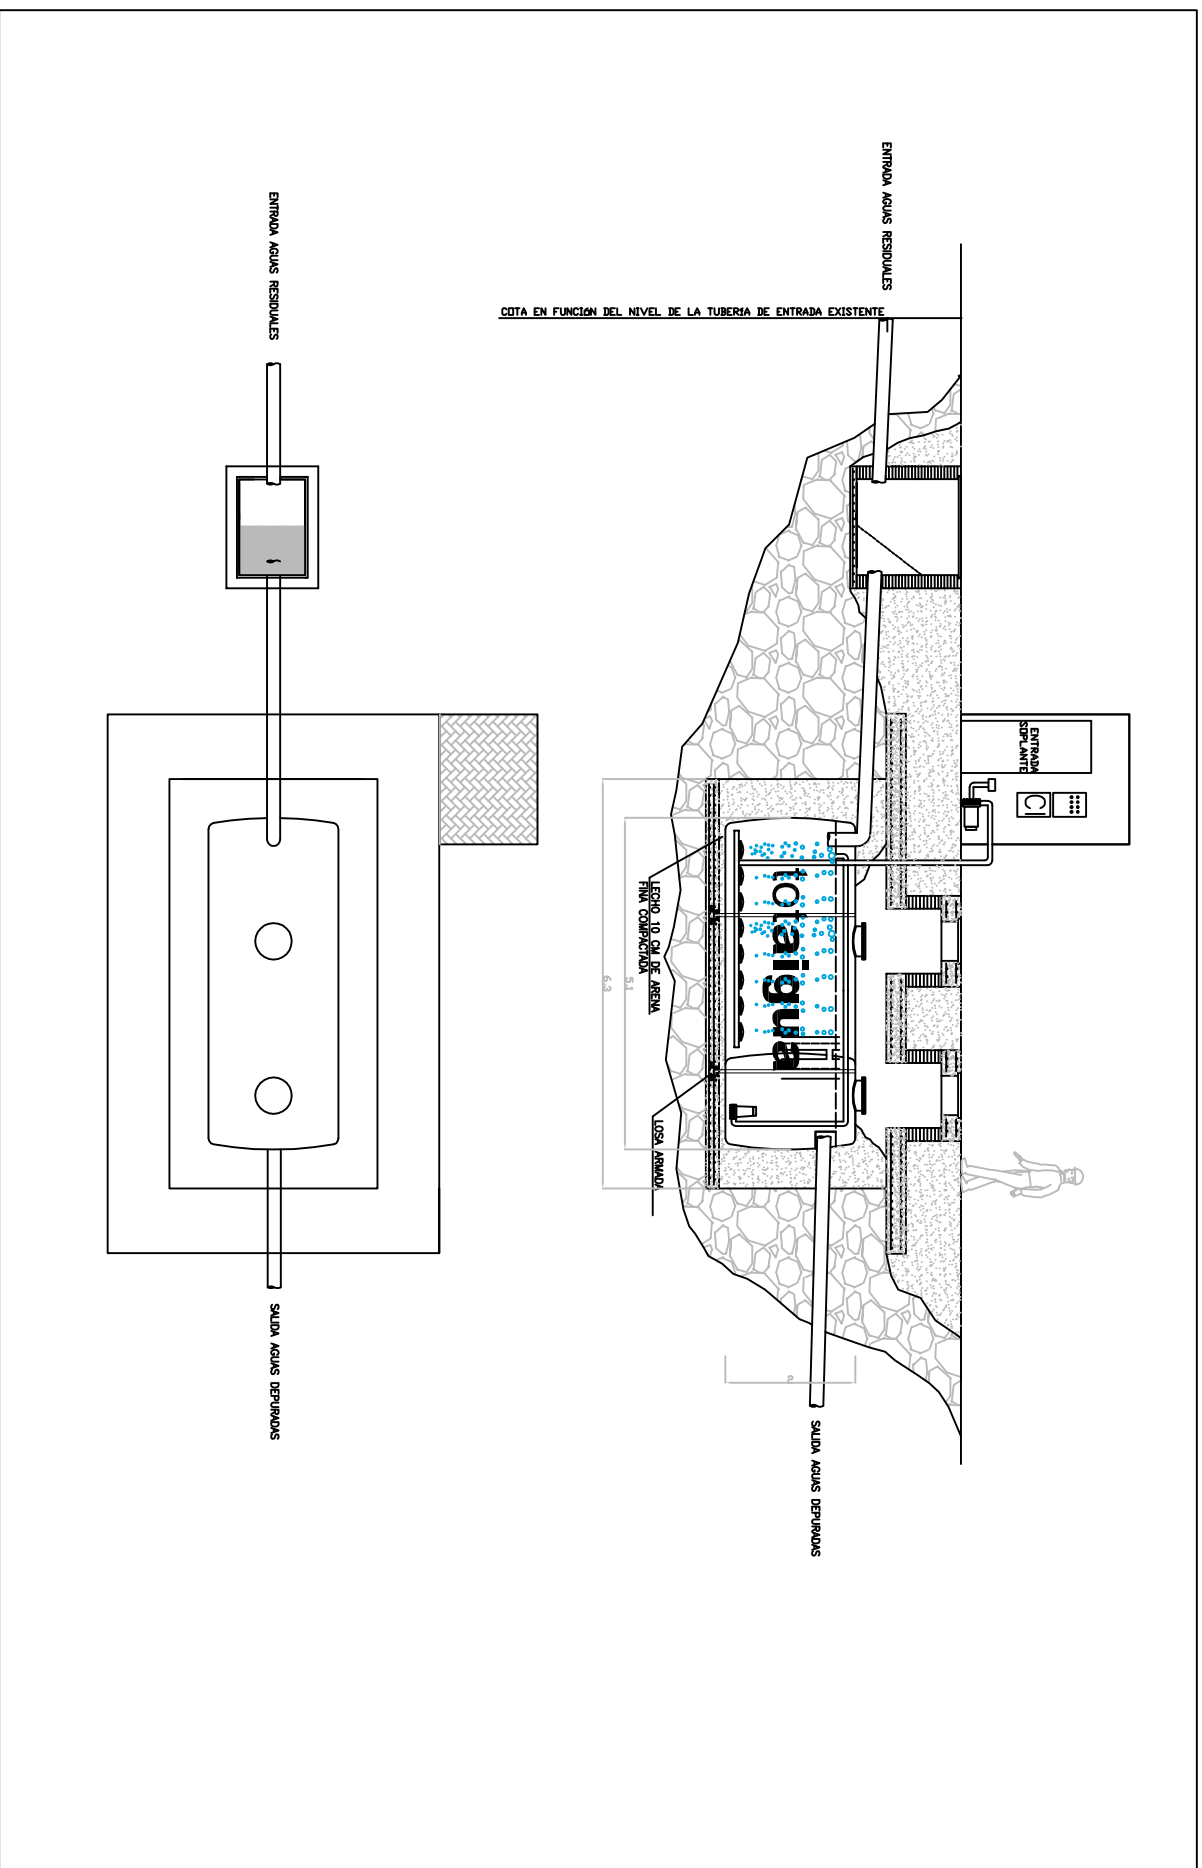 ENTRADA AGUAS RESIDUALES
COTA EN FUNCIóN DEL NIVEL DE LA TUBERíA DE ENTRADA EXISTENTE
ENTRADA
SOPLANTE
totaigua
LECHO 10 CM DE ARENA
FINA COMPACTADA
LOSA ARMADA
5.1
6.3
2
SALIDA AGUAS DEPURADAS
ENTRADA AGUAS RESIDUALES
SALIDA AGUAS DEPURADAS